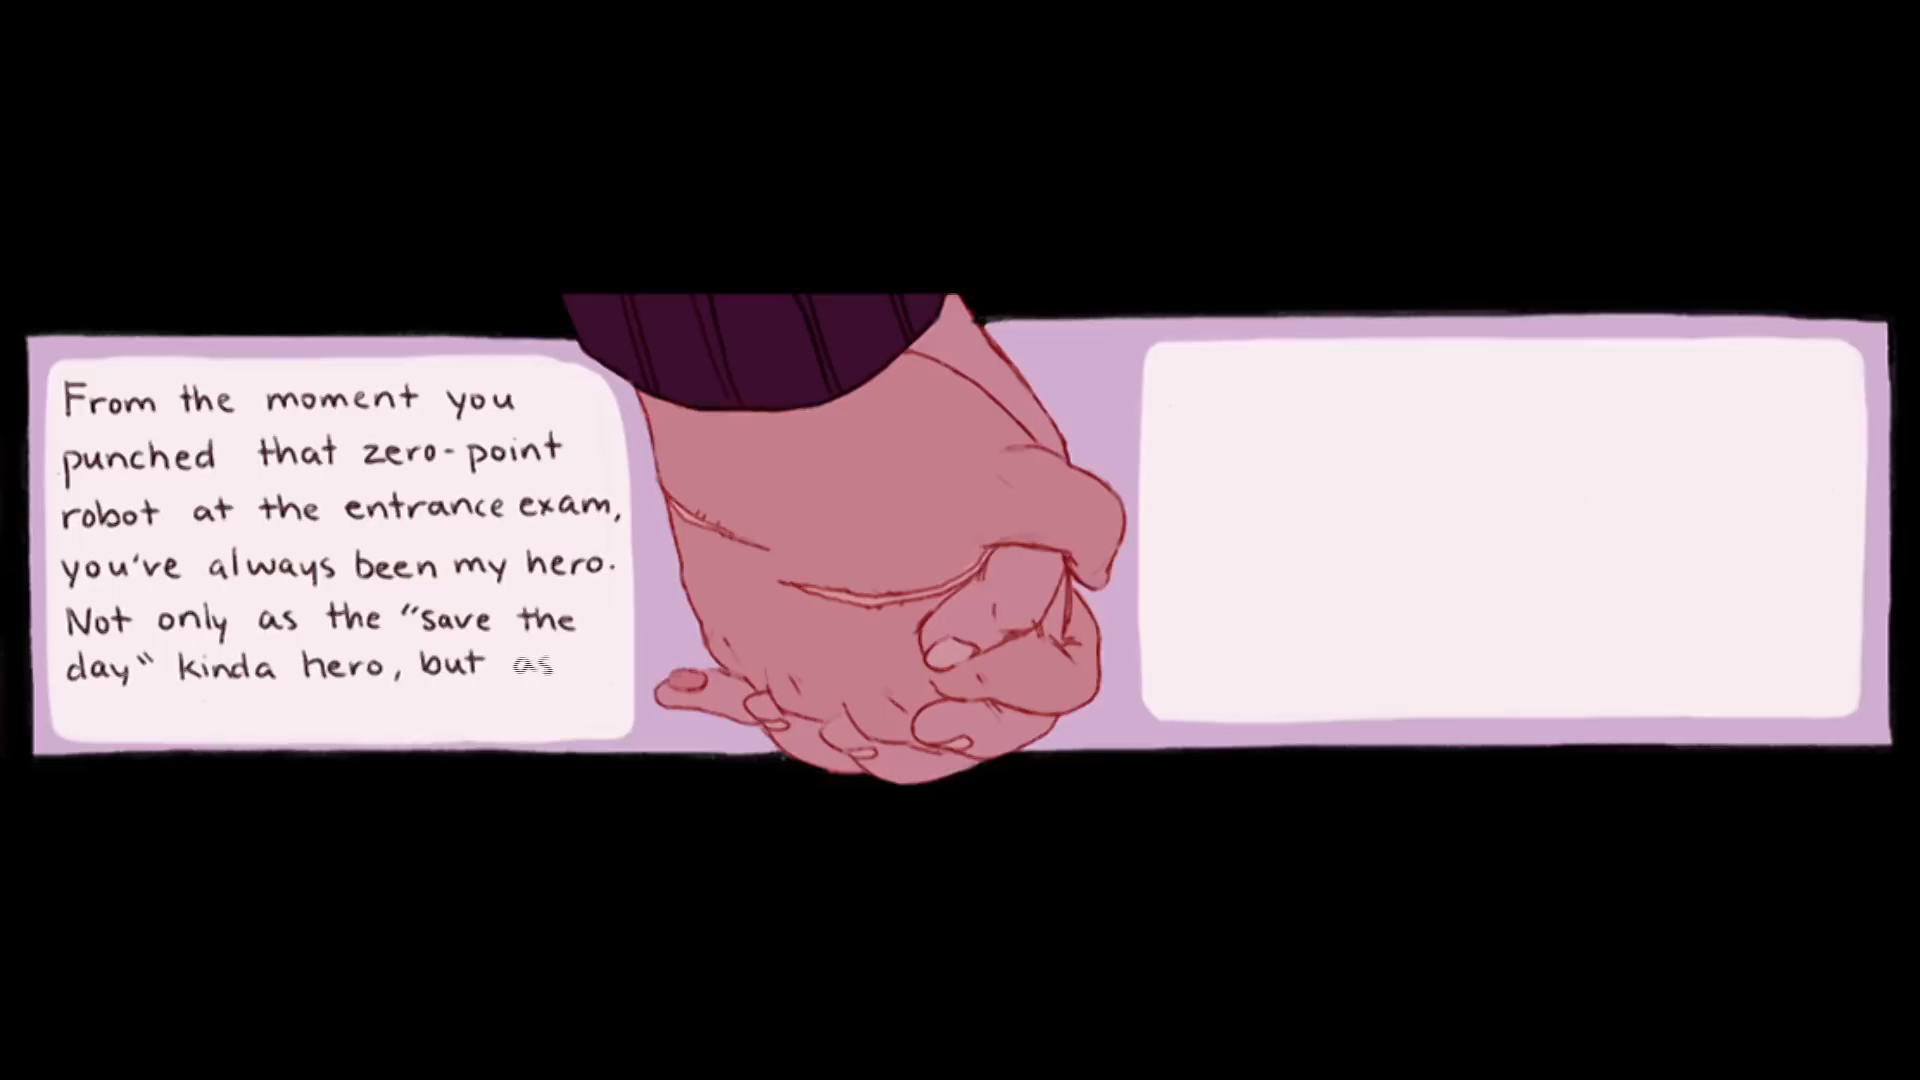 From the moment you
punched that zero-point
robot at the entrance exam,
you've always been my hero.
Not only as the "save the
day" kinda hero, but as